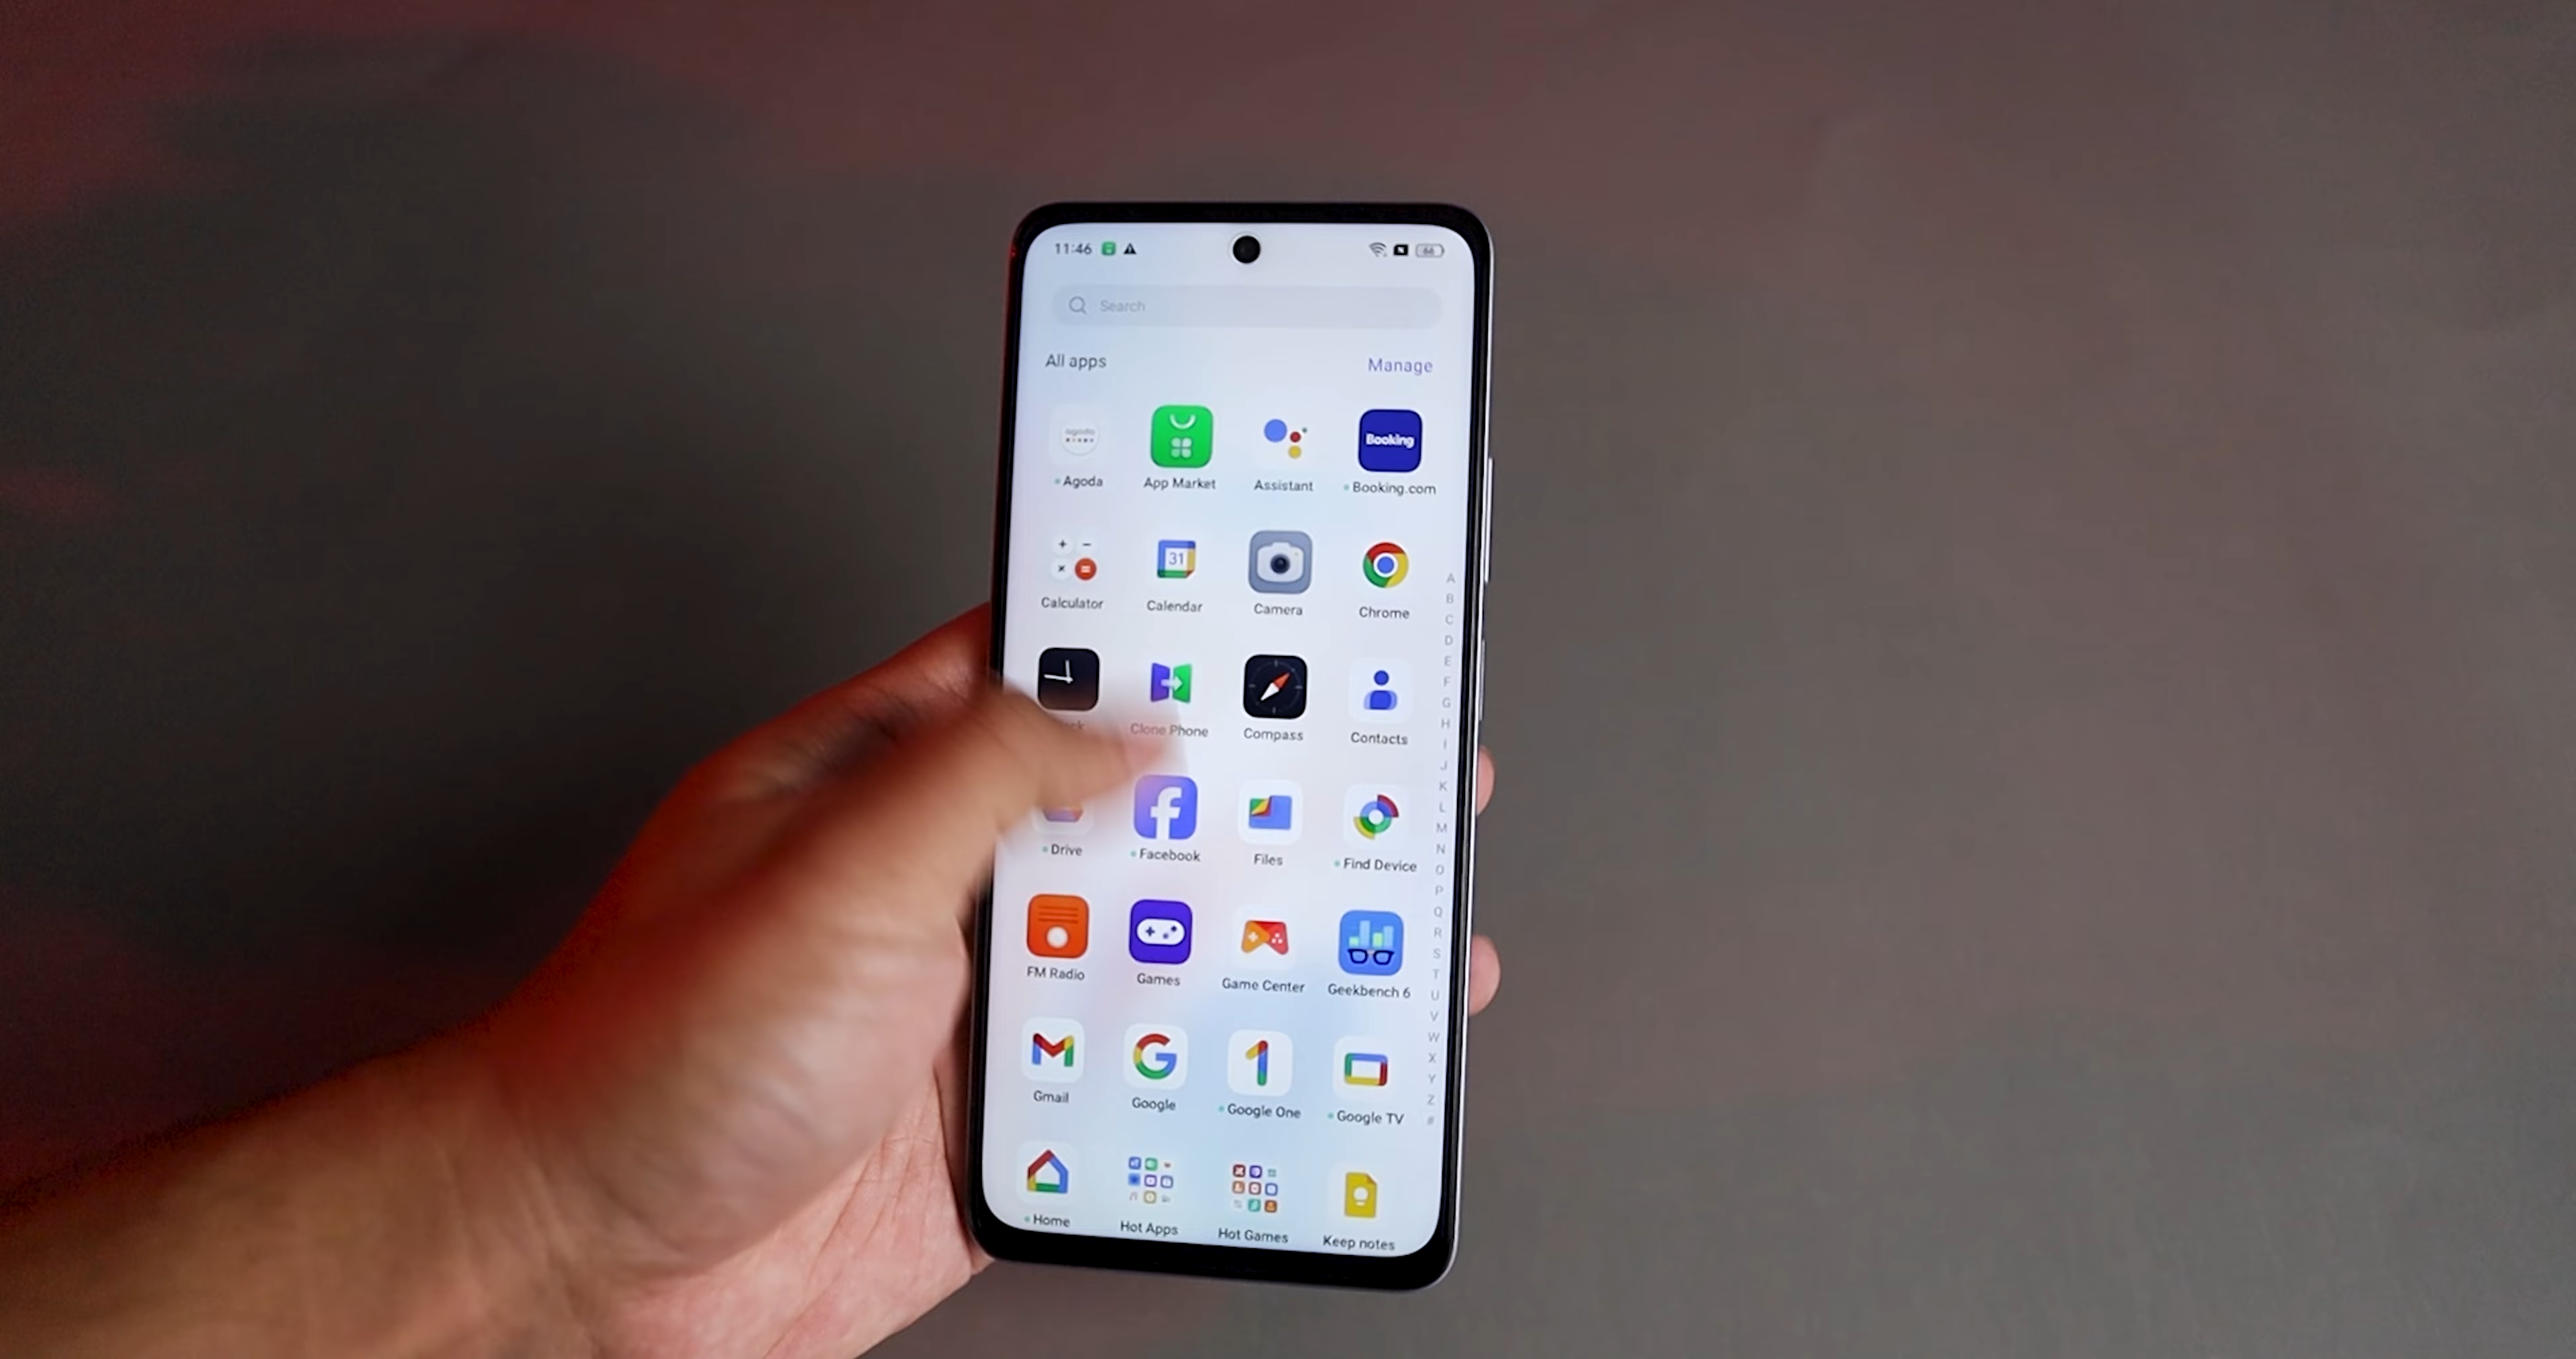 11:46
66
Search
All apps Manage
agoda
Booking
Agoda App Market Assistant Booking.com
31
Calculator Calendar Camera Chrome
Clone Phone Compass Contacts
Drive Facebook Files Find Device
FM Radio Games Game Center Geekbench 6
Gmail Google Google One Google TV
Home Hot Apps Hot Games Keep notes
A
B
C
D
E
F
G
H
I
J
K
L
M
N
O
P
Q
R
S
T
U
V
W
X
Y
Z
#